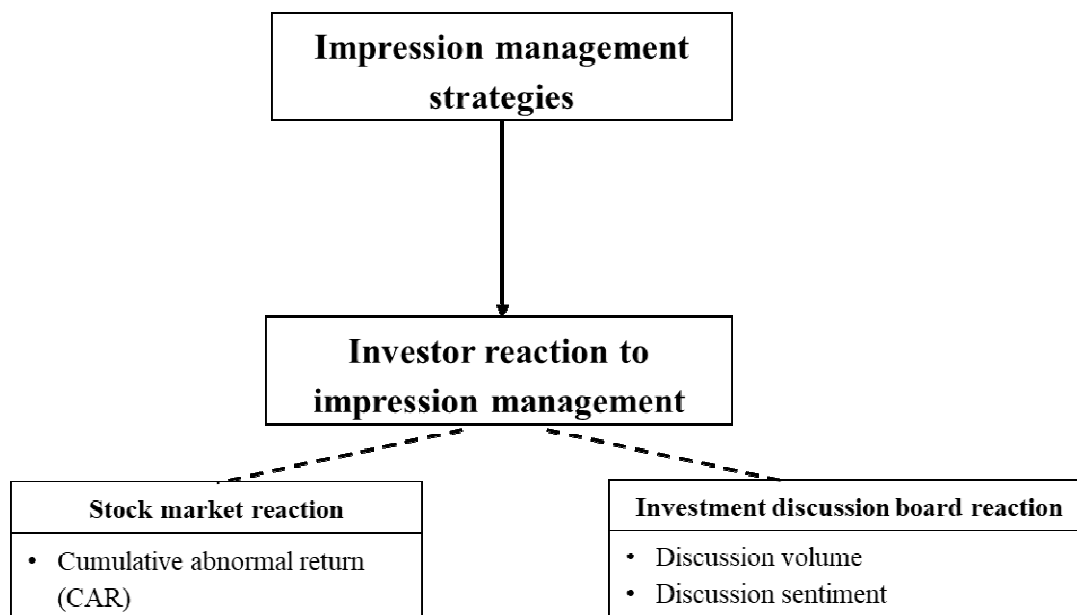 Impression management
strategies
Investor reaction to
impression management
Stock market reaction
• Cumulative abnormal return
(CAR)
Investment discussion board reaction
• Discussion volume
• Discussion sentiment